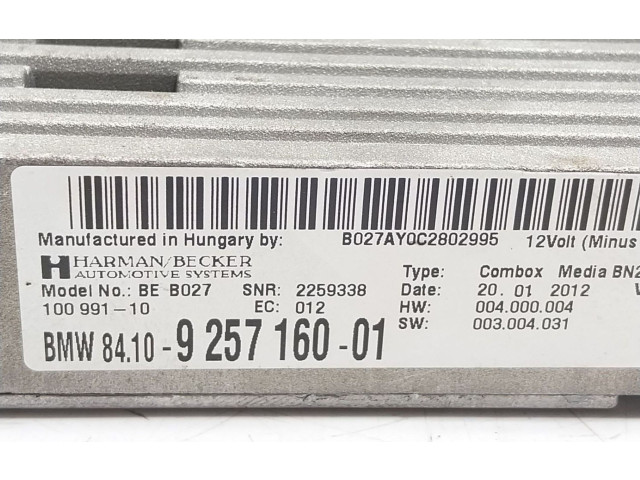 Manufactured in Hungary by: B027AY0C2802995 12Volt (Minus
HARMAN/BECKER
AUTOMOTIVE SYSTEMS
Type: Combox Media BN2
Model No.: BE B027 SNR: 2259338 Date: 20 01 2012
100 991-10 EC: 012 HW: 004.000.004
SW: 003.004.031
BMW 84.10 - 9 257 160 - 01